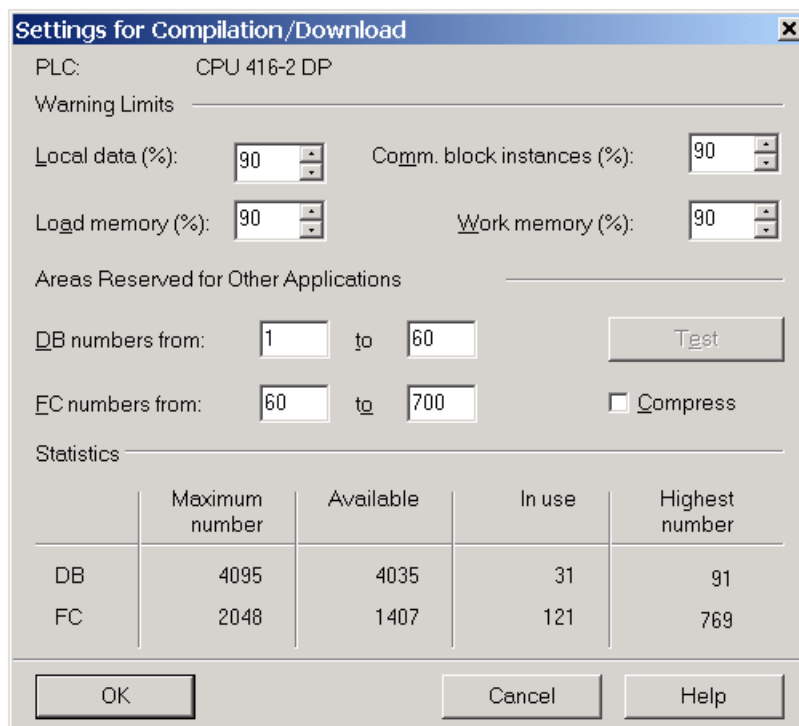 Settings for Compilation/Download
PLC: CPU 416-2 DP
Warning Limits
Local data (%): 90 Comm. block instances (%): 90
Load memory (%): 90 Work memory (%): 90
Areas Reserved for Other Applications
DB numbers from: 1 to 60 Test
FC numbers from: 60 to 700 Compress
Statistics
Maximum number Available In use Highest number
DB 4095 4035 31 91
FC 2048 1407 121 769
OK Cancel Help